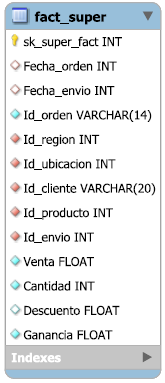 fact_super
sk_super_fact INT
Fecha_orden INT
Fecha_envio INT
Id_orden VARCHAR(14)
Id_region INT
Id_ubicacion INT
Id_cliente VARCHAR(20)
Id_producto INT
Id_envio INT
Venta FLOAT
Cantidad INT
Descuento FLOAT
Ganancia FLOAT
Indexes